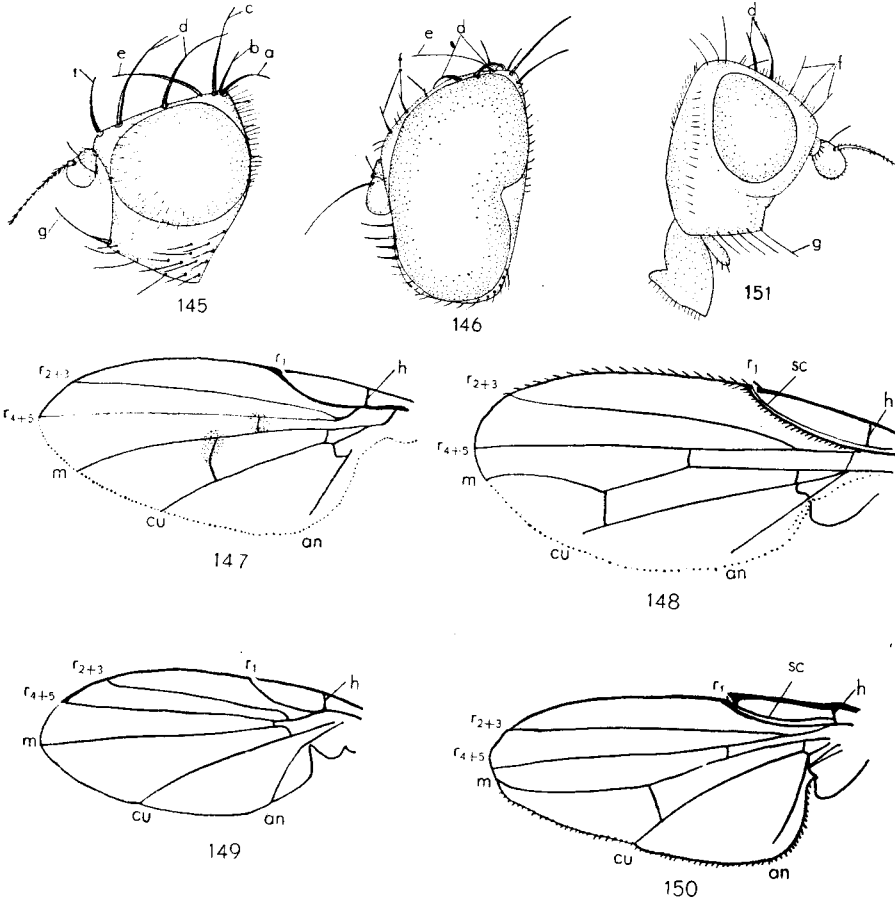 c
d
d
b a
e
e
f
f
f
g
g
145
146
151
r₁
h
r₂₊₃
r₄₊₅
m
cu
an
147
r₁
sc
h
r₂₊₃
r₄₊₅
m
cu
an
148
r₁
h
r₂₊₃
r₄₊₅
m
cu
an
149
r₁
sc
h
r₂₊₃
r₄₊₅
m
cu
an
150